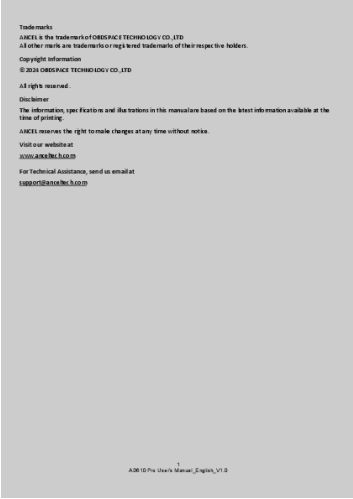 Trademarks
ANCEL is the trademark of OBDSPACE TECHNOLOGY CO.,LTD
All other marks are trademarks or registered trademarks of their respective holders.
Copyright Information
© 2024 OBDSPACE TECHNOLOGY CO.,LTD
All rights reserved.
Disclaimer
The information, specifications and illustrations in this manual are based on the latest information available at the
time of printing.
ANCEL reserves the right to make changes at any time without notice.
Visit our website at
www.anceltech.com
For Technical Assistance, send us email at
support@anceltech.com
1
AD610 Pro User's Manual_English_V1.0